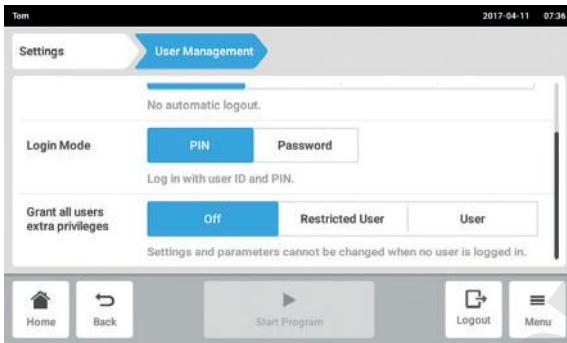 Tom 2017-04-11 07:36
Settings User Management
No automatic logout.
Login Mode PIN Password
Log in with user ID and PIN.
Grant all users
extra privileges
Off Restricted User User
Settings and parameters cannot be changed when no user is logged in.
Home Back Start Program Logout Menu